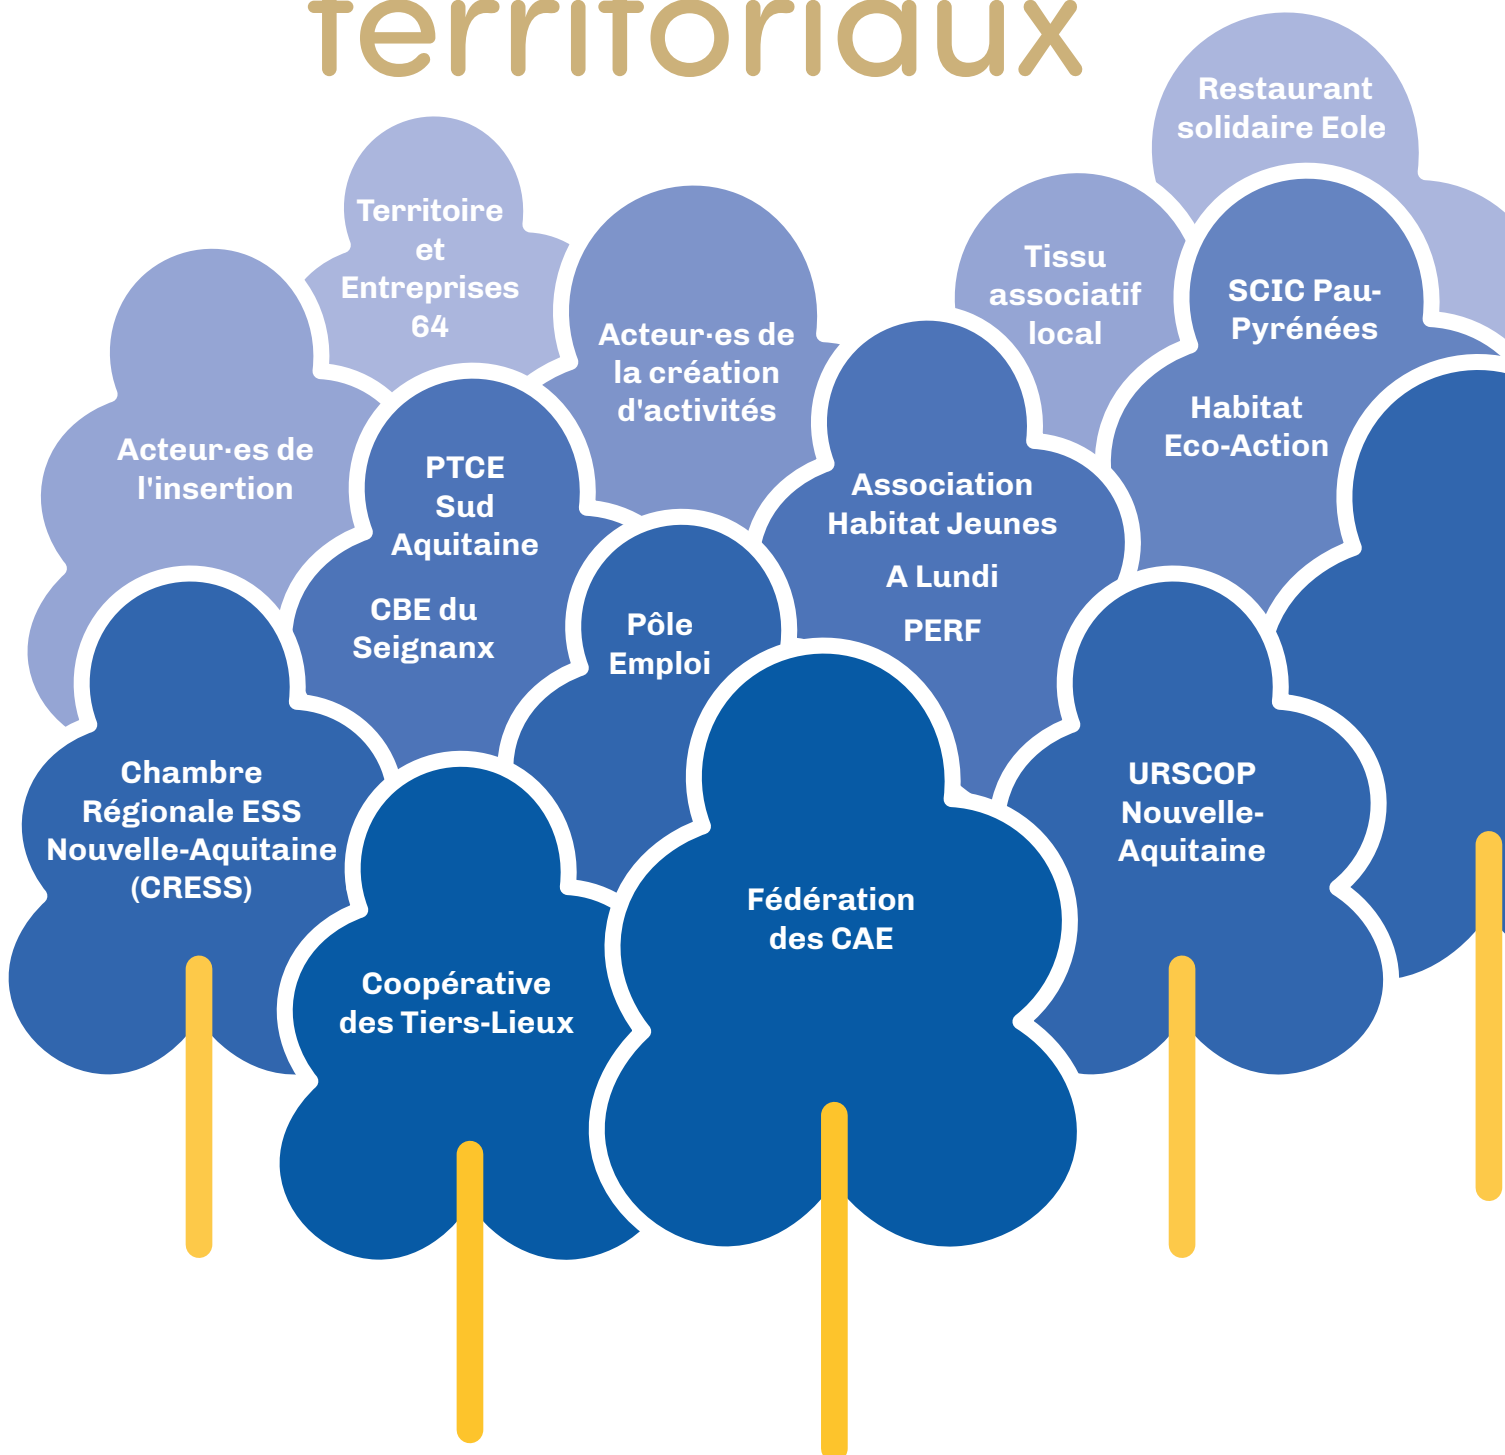 territoriaux
Restaurant
solidaire Eole
Territoire
et
Entreprises
64
Tissu
associatif
local
SCIC Pau-
Pyrénées
Habitat
Eco-Action
Acteur·es de
la création
d'activités
Acteur·es de
l'insertion
PTCE
Sud
Aquitaine
CBE du
Seignanx
Association
Habitat Jeunes
A Lundi
PERF
Pôle
Emploi
Chambre
Régionale ESS
Nouvelle-Aquitaine
(CRESS)
URSCOP
Nouvelle-
Aquitaine
Fédération
des CAE
Coopérative
des Tiers-Lieux